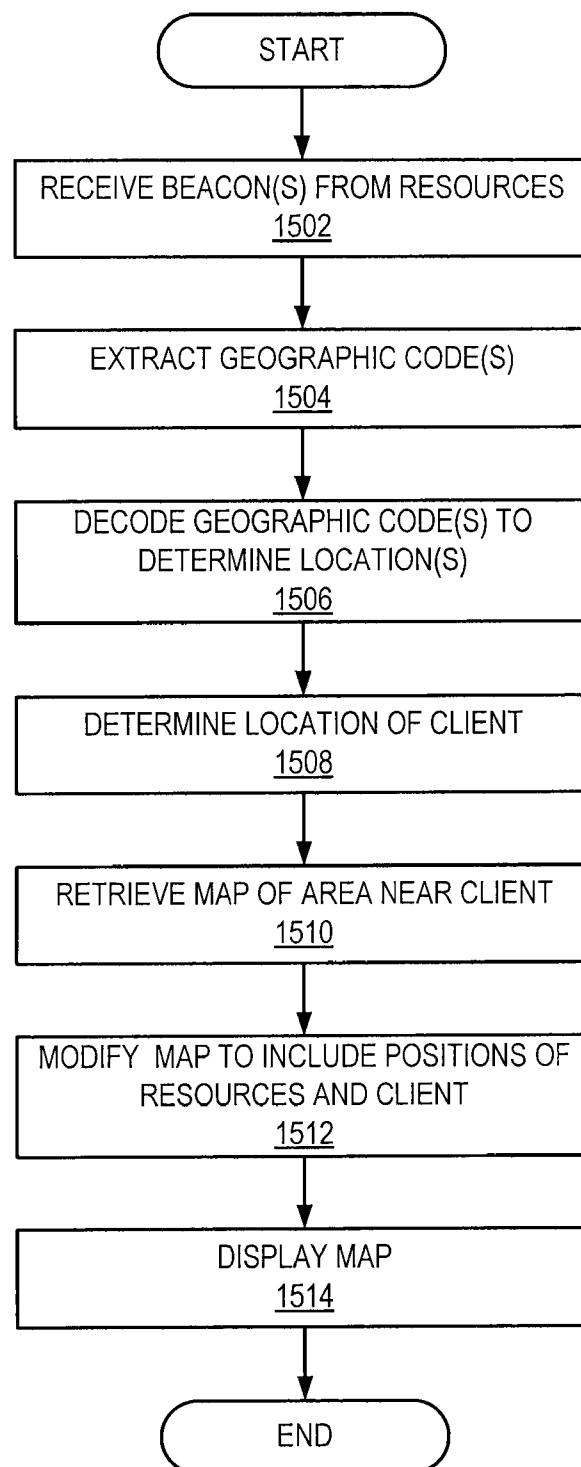 START
RECEIVE BEACON(S) FROM RESOURCES
1502
EXTRACT GEOGRAPHIC CODE(S)
1504
DECODE GEOGRAPHIC CODE(S) TO
DETERMINE LOCATION(S)
1506
DETERMINE LOCATION OF CLIENT
1508
RETRIEVE MAP OF AREA NEAR CLIENT
1510
MODIFY MAP TO INCLUDE POSITIONS OF
RESOURCES AND CLIENT
1512
DISPLAY MAP
1514
END